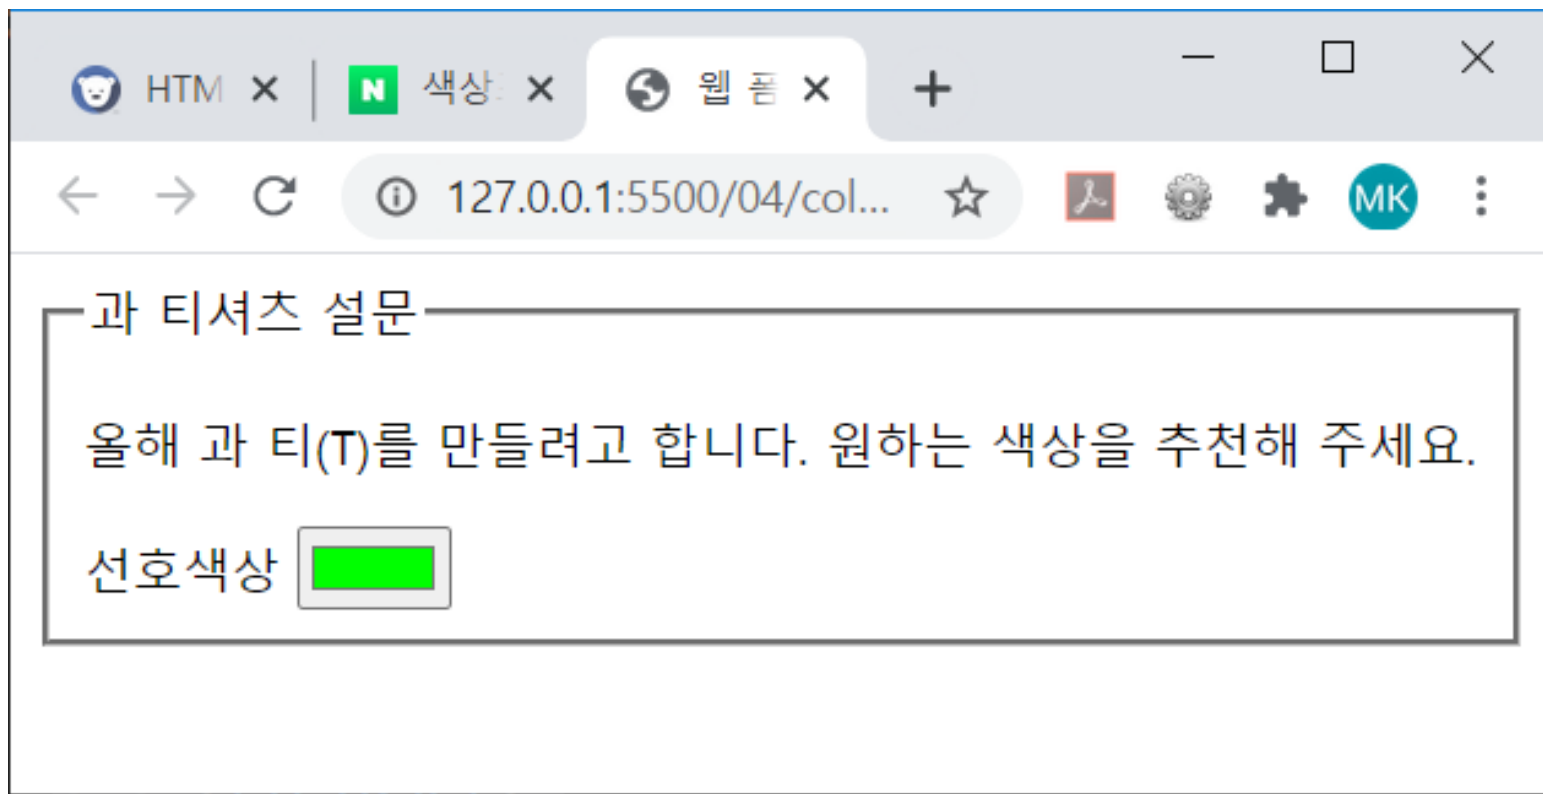 HTM
N 색상
웹 폼
127.0.0.1:5500/04/col...
MK
과 티셔츠 설문
올해 과 티(T)를 만들려고 합니다. 원하는 색상을 추천해 주세요.
선호색상